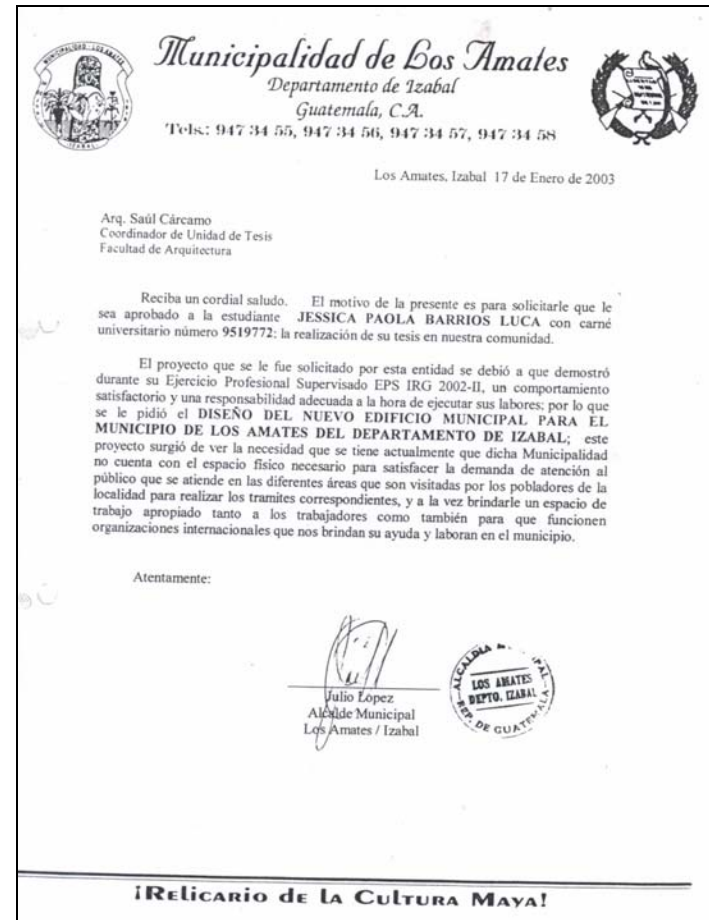 MUNICIPALIDAD - LOS AMATES
IZABAL
Municipalidad de Los Amates
Departamento de Izabal
Guatemala, C.A.
Tels.: 947 34 55, 947 34 56, 947 34 57, 947 34 58
Los Amates, Izabal 17 de Enero de 2003
Arq. Saúl Cárcamo
Coordinador de Unidad de Tesis
Facultad de Arquitectura
Reciba un cordial saludo. El motivo de la presente es para solicitarle que le
sea aprobado a la estudiante JESSICA PAOLA BARRIOS LUCA con carné
universitario número 9519772; la realización de su tesis en nuestra comunidad.
El proyecto que se le fue solicitado por esta entidad se debió a que demostró
durante su Ejercicio Profesional Supervisado EPS IRG 2002-II, un comportamiento
satisfactorio y una responsabilidad adecuada a la hora de ejecutar sus labores; por lo que
se le pidió el DISEÑO DEL NUEVO EDIFICIO MUNICIPAL PARA EL
MUNICIPIO DE LOS AMATES DEL DEPARTAMENTO DE IZABAL; este
proyecto surgió de ver la necesidad que se tiene actualmente que dicha Municipalidad
no cuenta con el espacio físico necesario para satisfacer la demanda de atención al
público que se atiende en las diferentes áreas que son visitadas por los pobladores de la
localidad para realizar los tramites correspondientes, y a la vez brindarle un espacio de
trabajo apropiado tanto a los trabajadores como también para que funcionen
organizaciones internacionales que nos brindan su ayuda y laboran en el municipio.
Atentamente:
Julio López
Alcalde Municipal
Los Amates / Izabal
ALCALDIA
LOS AMATES
DEPTO. IZABAL
REP. DE GUATEMALA
¡RELICARIO DE LA CULTURA MAYA!